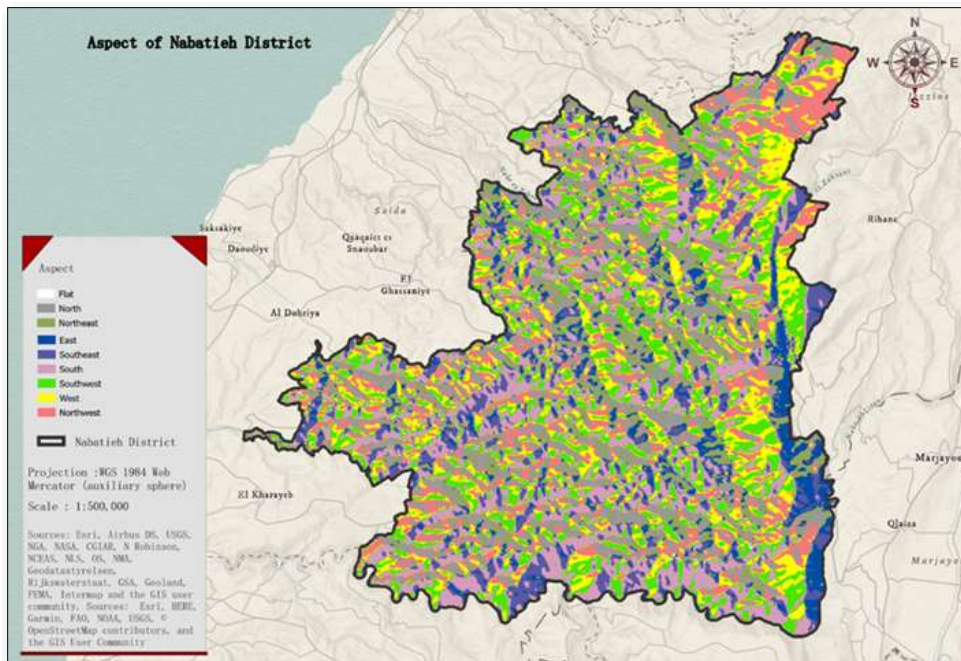 Aspect of Nabatieh District
N
W E
S
Jezzine
Rihane
Saida
Saksakiye
Daoudiye
Qaaqaict es
Snaoubar
El
Ghassaniye
Al Dohriya
El Kharayeb
Marjayou
Qlaiaa
Marjayo
Aspect
Flat
North
Northeast
East
Southeast
South
Southwest
West
Northwest
Nabatieh District
Projection :WGS 1984 Web
Mercator (auxiliary sphere)
Scale : 1:500,000
Sources: Esri, Airbus DS, USGS,
NGA, NASA, CGIAR, N Robinson,
NCEAS, NLS, OS, NMA,
Geodatastyrelsen,
Rijkswaterstaat, GSA, Geoland,
FEMA, Intermap and the GIS user
community, Sources: Esri, HERE,
Garmin, FAO, NOAA, USGS, ©
OpenStreetMap contributors, and
the GIS User Community